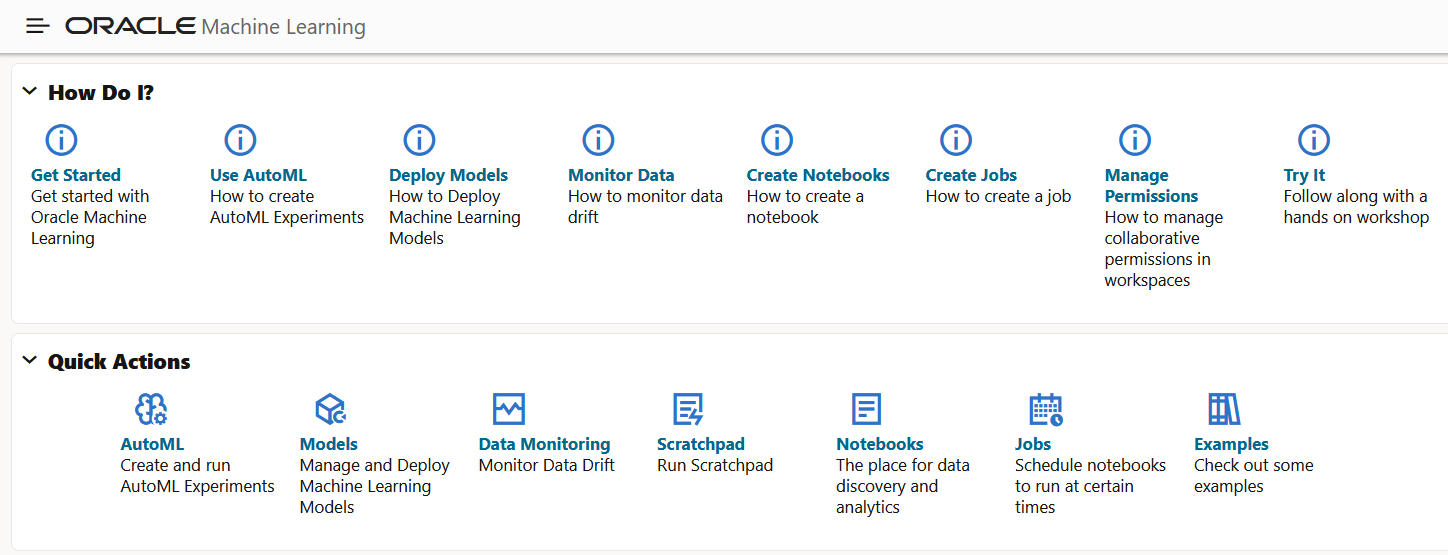 ORACLE Machine Learning
How Do I?
Get Started
Get started with
Oracle Machine
Learning
Use AutoML
How to create
AutoML Experiments
Deploy Models
How to Deploy
Machine Learning
Models
Monitor Data
How to monitor data
drift
Create Notebooks
How to create a
notebook
Create Jobs
How to create a job
Manage
Permissions
How to manage
collaborative
permissions in
workspaces
Try It
Follow along with a
hands on workshop
Quick Actions
AutoML
Create and run
AutoML Experiments
Models
Manage and Deploy
Machine Learning
Models
Data Monitoring
Monitor Data Drift
Scratchpad
Run Scratchpad
Notebooks
The place for data
discovery and
analytics
Jobs
Schedule notebooks
to run at certain
times
Examples
Check out some
examples